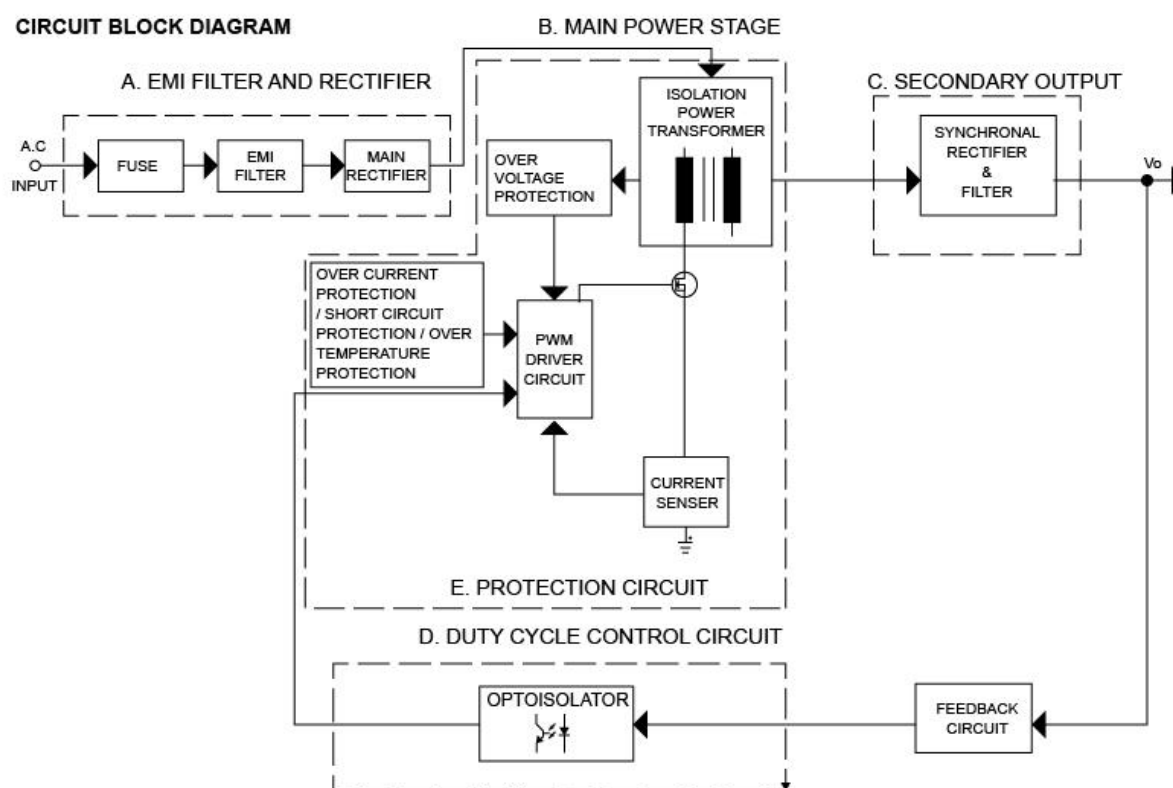 CIRCUIT BLOCK DIAGRAM
B. MAIN POWER STAGE
A. EMI FILTER AND RECTIFIER
C. SECONDARY OUTPUT
A.C
INPUT
FUSE
EMI
FILTER
MAIN
RECTIFIER
OVER
VOLTAGE
PROTECTION
ISOLATION
POWER
TRANSFORMER
SYNCHRONAL
RECTIFIER
&
FILTER
Vo
OVER CURRENT
PROTECTION
/ SHORT CIRCUIT
PROTECTION / OVER
TEMPERATURE
PROTECTION
PWM
DRIVER
CIRCUIT
CURRENT
SENSER
E. PROTECTION CIRCUIT
D. DUTY CYCLE CONTROL CIRCUIT
OPTOISOLATOR
FEEDBACK
CIRCUIT